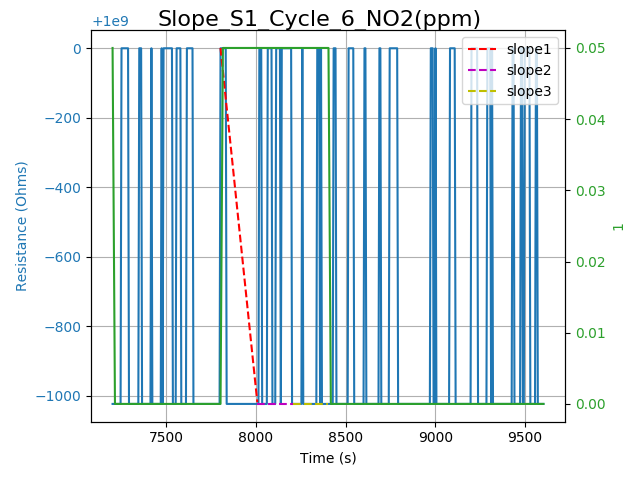 Slope_S1_Cycle_6_NO2(ppm)
+1e9
0
−200
−400
−600
−800
−1000
Resistance (Ohms)
7500
8000
8500
9000
9500
Time (s)
0.05
0.04
0.03
0.02
0.01
0.00
1
slope1
slope2
slope3